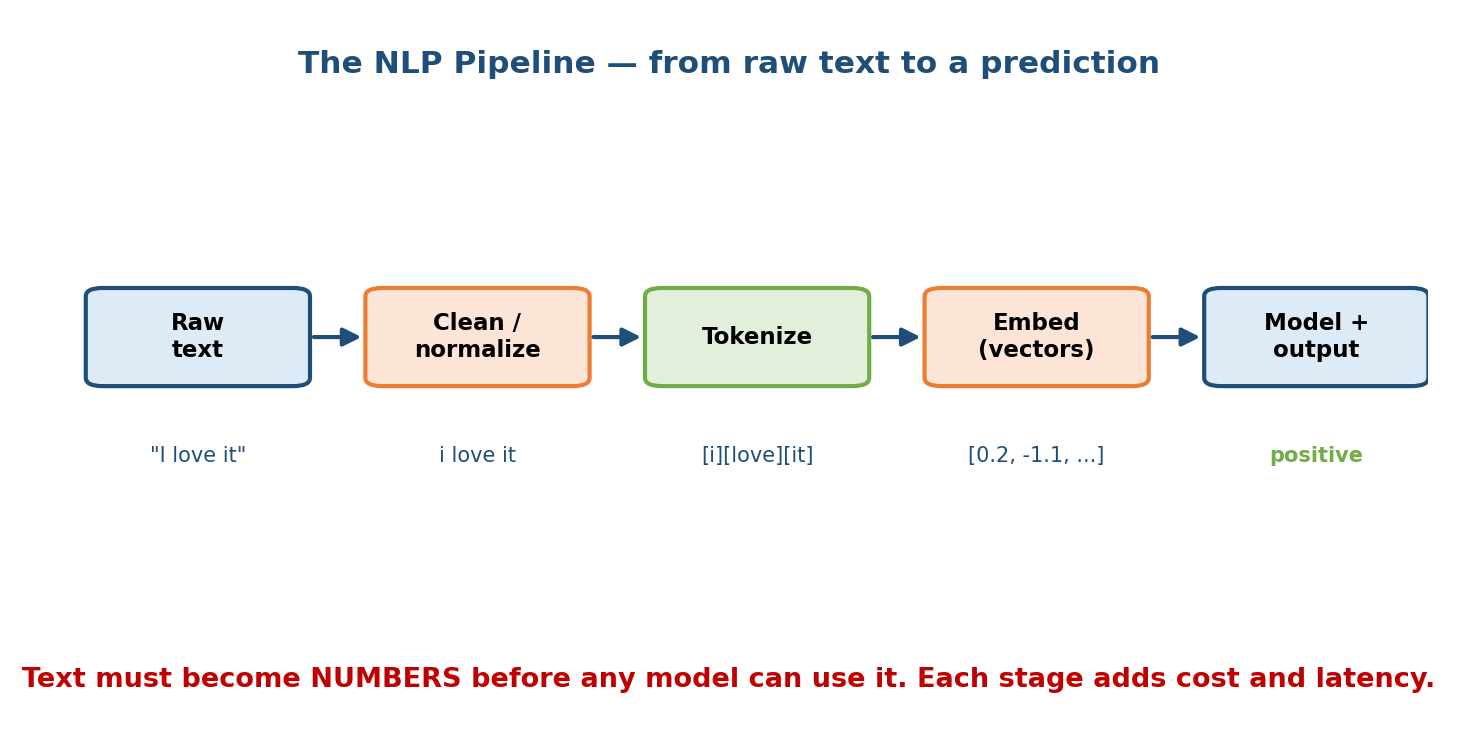 The NLP Pipeline — from raw text to a prediction
Raw
text
Clean /
normalize
Tokenize
Embed
(vectors)
Model +
output
"I love it"
i love it
[i][love][it]
[0.2, -1.1, ...]
positive
Text must become NUMBERS before any model can use it. Each stage adds cost and latency.